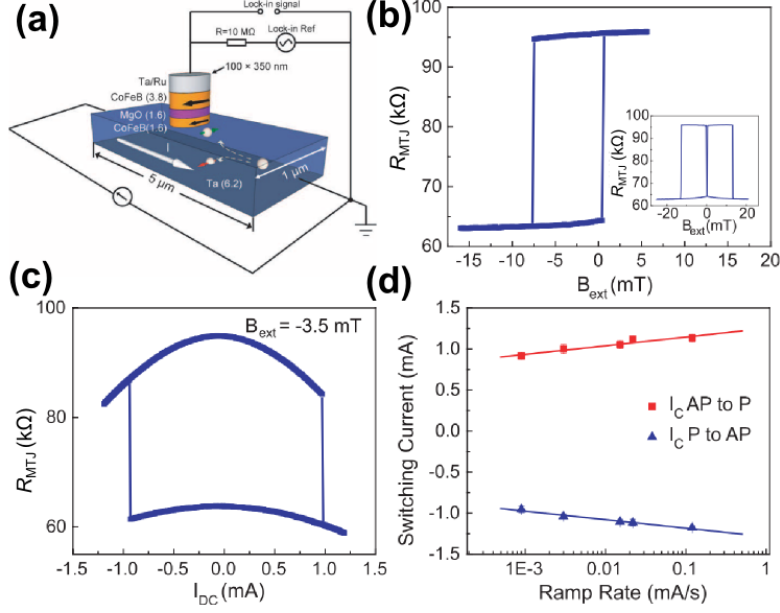 (a)
Lock-in signal
R=10 MΩ
Lock-in Ref
100 × 350 nm
Ta/Ru
CoFeB (3.8)
MgO (1.6)
CoFeB(1.6)
I
Ta (6.2)
5 μm
1 μm
(b)
R_MTJ (kΩ)
100
90
80
70
60
-15 -10 -5 0 5 10 15 20
B_ext (mT)
R_MTJ (kΩ)
100
90
80
70
60
-20 0 20
B_ext (mT)
(c)
B_ext = -3.5 mT
R_MTJ (kΩ)
100
80
60
-1.5 -1.0 -0.5 0.0 0.5 1.0 1.5
I_DC (mA)
(d)
Switching Current (mA)
1.5
1.0
0.5
0.0
-0.5
-1.0
-1.5
I_C AP to P
I_C P to AP
1E-3 0.01 0.1 1
Ramp Rate (mA/s)